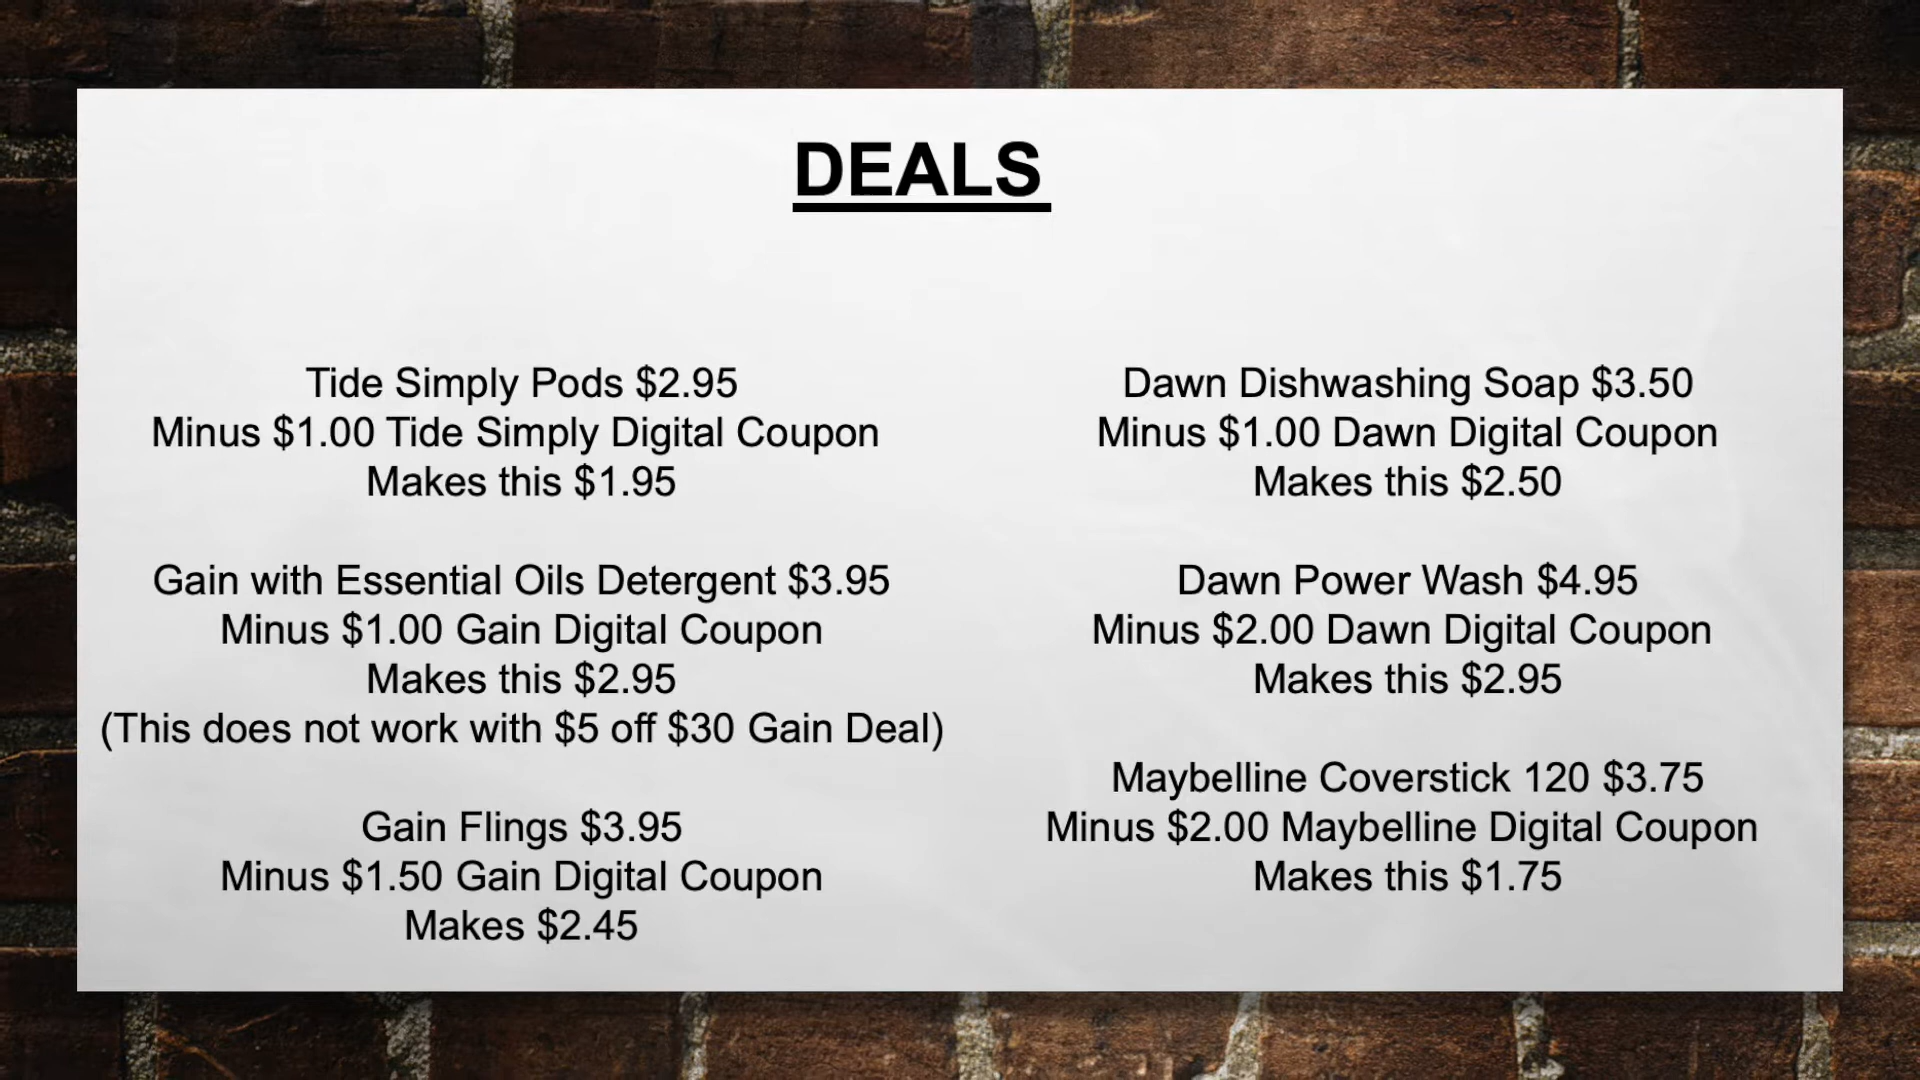 DEALS
Tide Simply Pods $2.95
Minus $1.00 Tide Simply Digital Coupon
Makes this $1.95
Gain with Essential Oils Detergent $3.95
Minus $1.00 Gain Digital Coupon
Makes this $2.95
(This does not work with $5 off $30 Gain Deal)
Gain Flings $3.95
Minus $1.50 Gain Digital Coupon
Makes $2.45
Dawn Dishwashing Soap $3.50
Minus $1.00 Dawn Digital Coupon
Makes this $2.50
Dawn Power Wash $4.95
Minus $2.00 Dawn Digital Coupon
Makes this $2.95
Maybelline Coverstick 120 $3.75
Minus $2.00 Maybelline Digital Coupon
Makes this $1.75